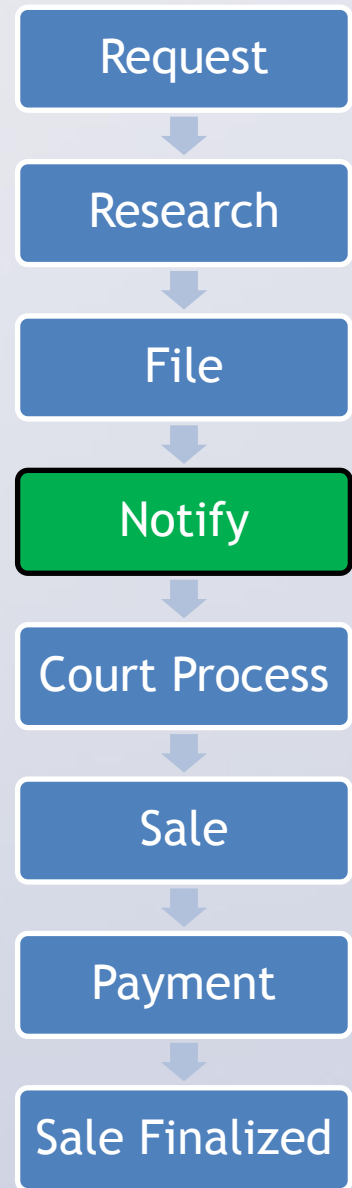 Request
Research
File
Notify
Court Process
Sale
Payment
Sale Finalized